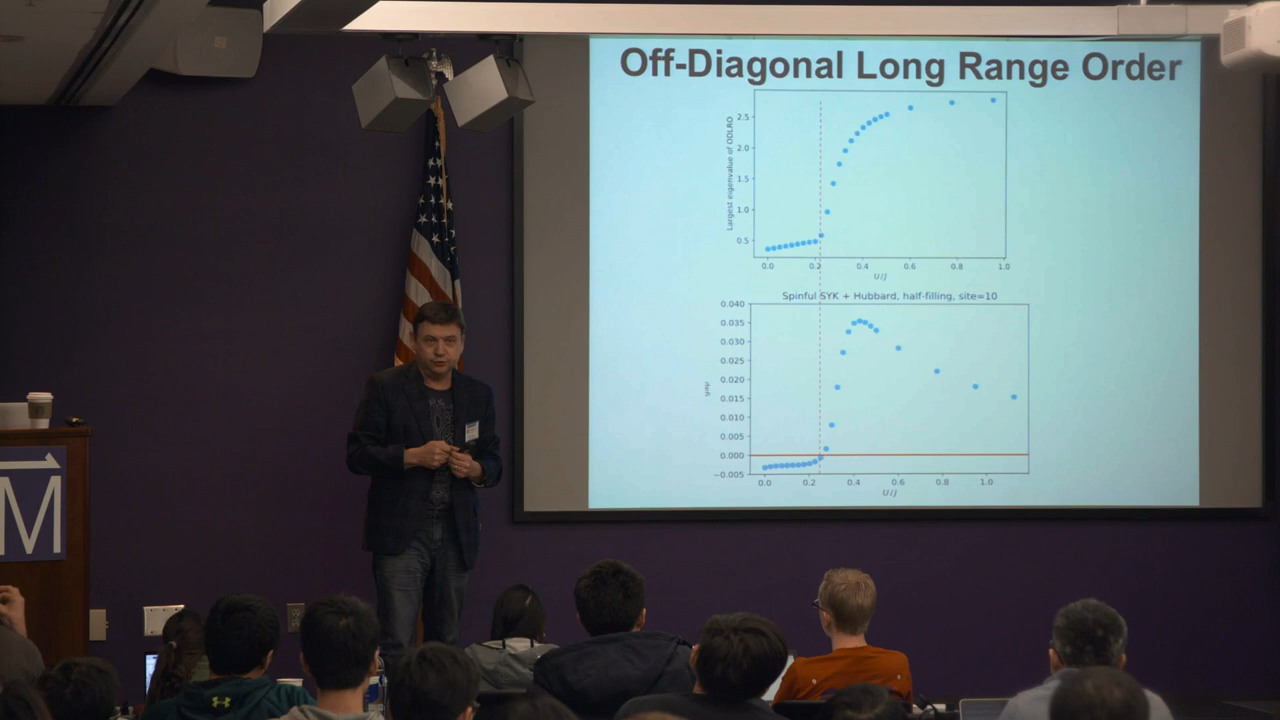 Off-Diagonal Long Range Order
Largest eigenvalue of ODLRO
2.5
2.0
1.5
1.0
0.5
0.0 0.2 0.4 0.6 0.8 1.0
U/J
Spinful SYK + Hubbard, half-filling, site=10
0.040
0.035
0.030
0.025
0.020
0.015
0.010
0.005
0.000
−0.005
0.0 0.2 0.4 0.6 0.8 1.0
U/J
M